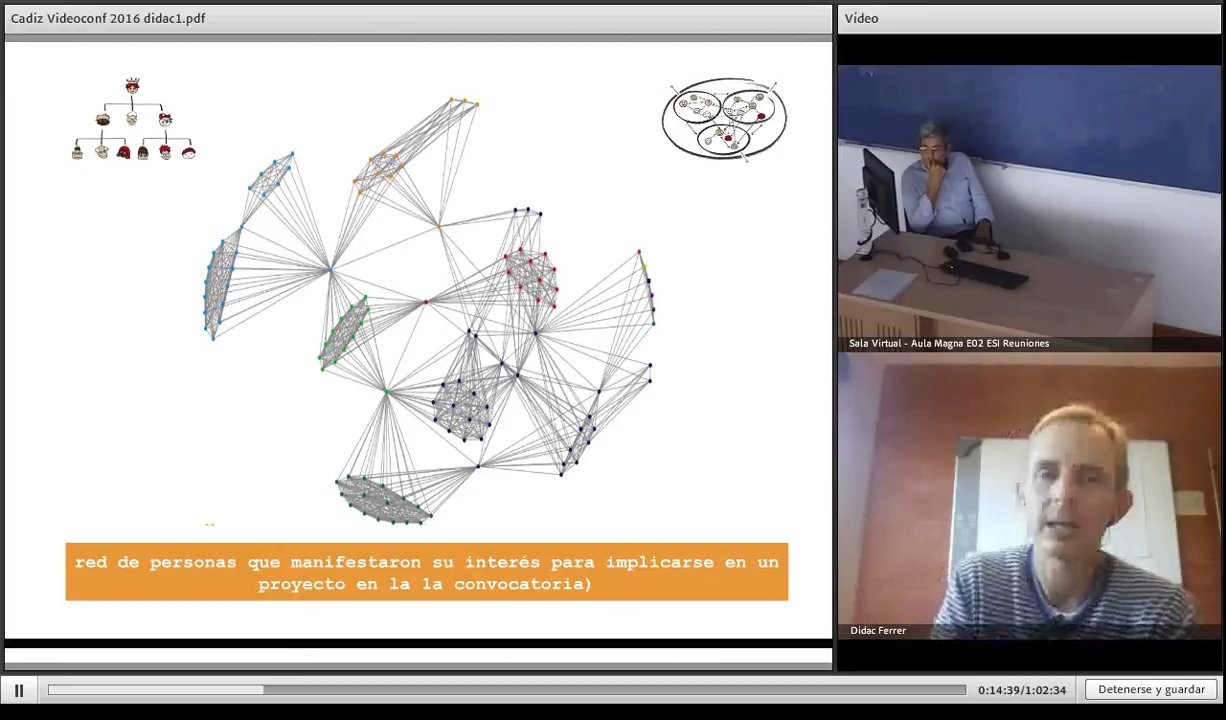 Cadiz Videoconf 2016 didac1.pdf
Vídeo
red de personas que manifestaron su interés para implicarse en un
proyecto en la 1a convocatoria)
Sala Virtual - Aula Magna E02 ESI Reuniones
Didac Ferrer
0:14:39/1:02:34
Detenerse y guardar